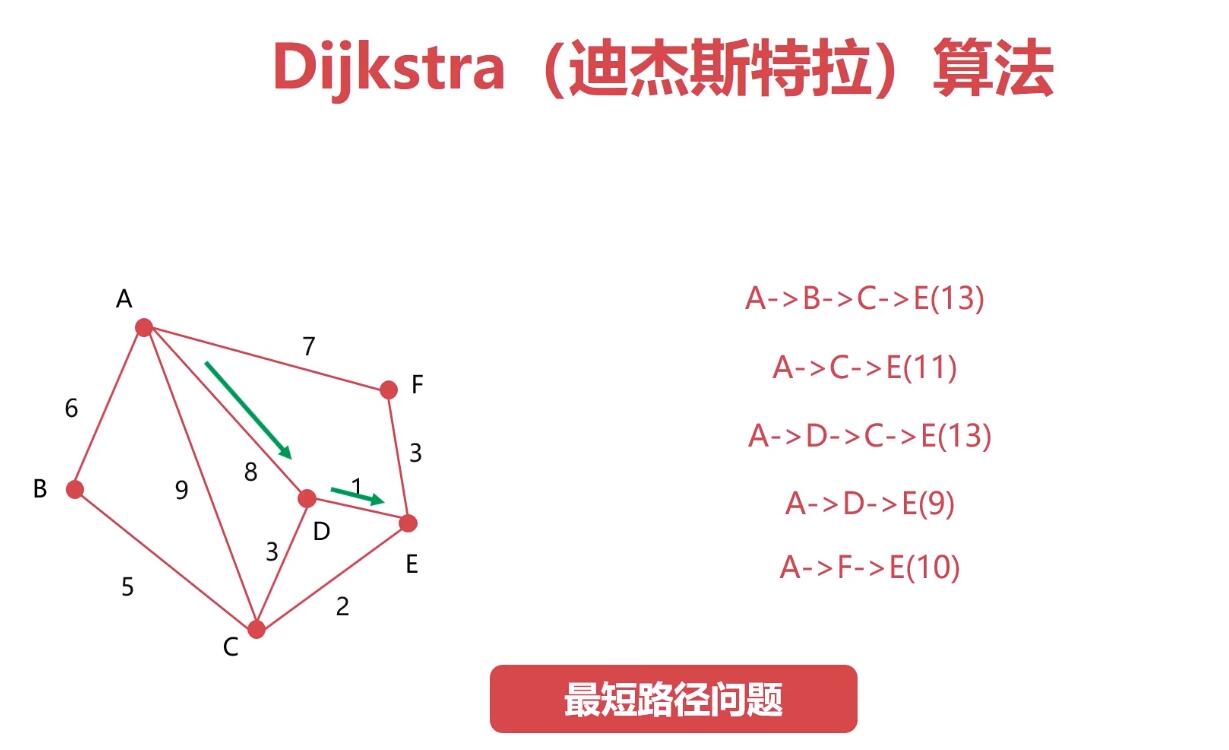 Dijkstra（迪杰斯特拉）算法
A
7
F
6
3
8
B
9
1
D
3
E
5
2
C
A->B->C->E(13)
A->C->E(11)
A->D->C->E(13)
A->D->E(9)
A->F->E(10)
最短路径问题